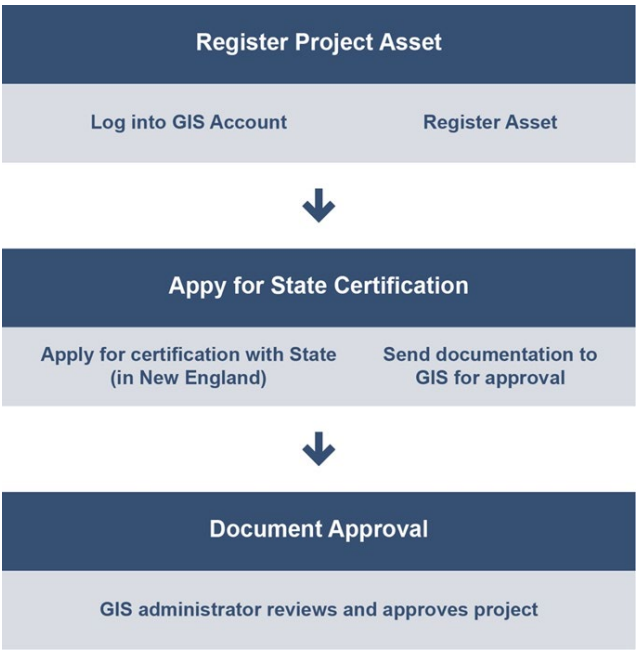 Register Project Asset
Log into GIS Account
Register Asset
Appy for State Certification
Apply for certification with State
(in New England)
Send documentation to
GIS for approval
Document Approval
GIS administrator reviews and approves project